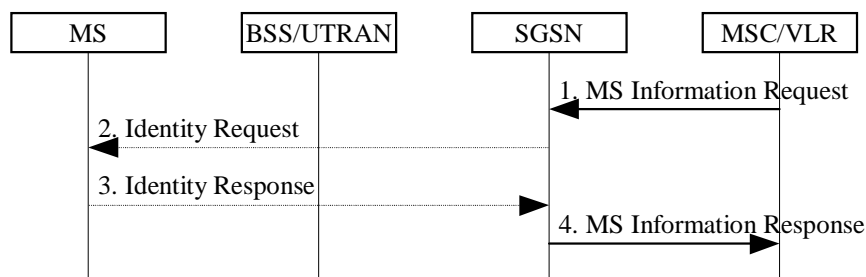 MS
BSS/UTRAN
SGSN
MSC/VLR
1. MS Information Request
2. Identity Request
3. Identity Response
4. MS Information Response